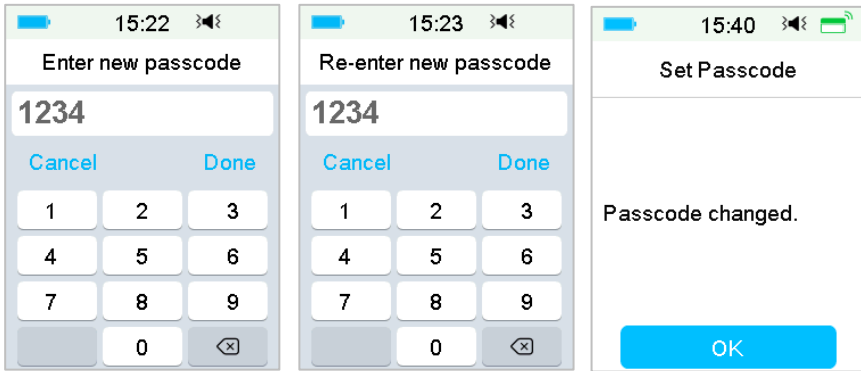 15:22
Enter new passcode
1234
Cancel Done
1 2 3
4 5 6
7 8 9
0
15:23
Re-enter new passcode
1234
Cancel Done
1 2 3
4 5 6
7 8 9
0
15:40
Set Passcode
Passcode changed.
OK